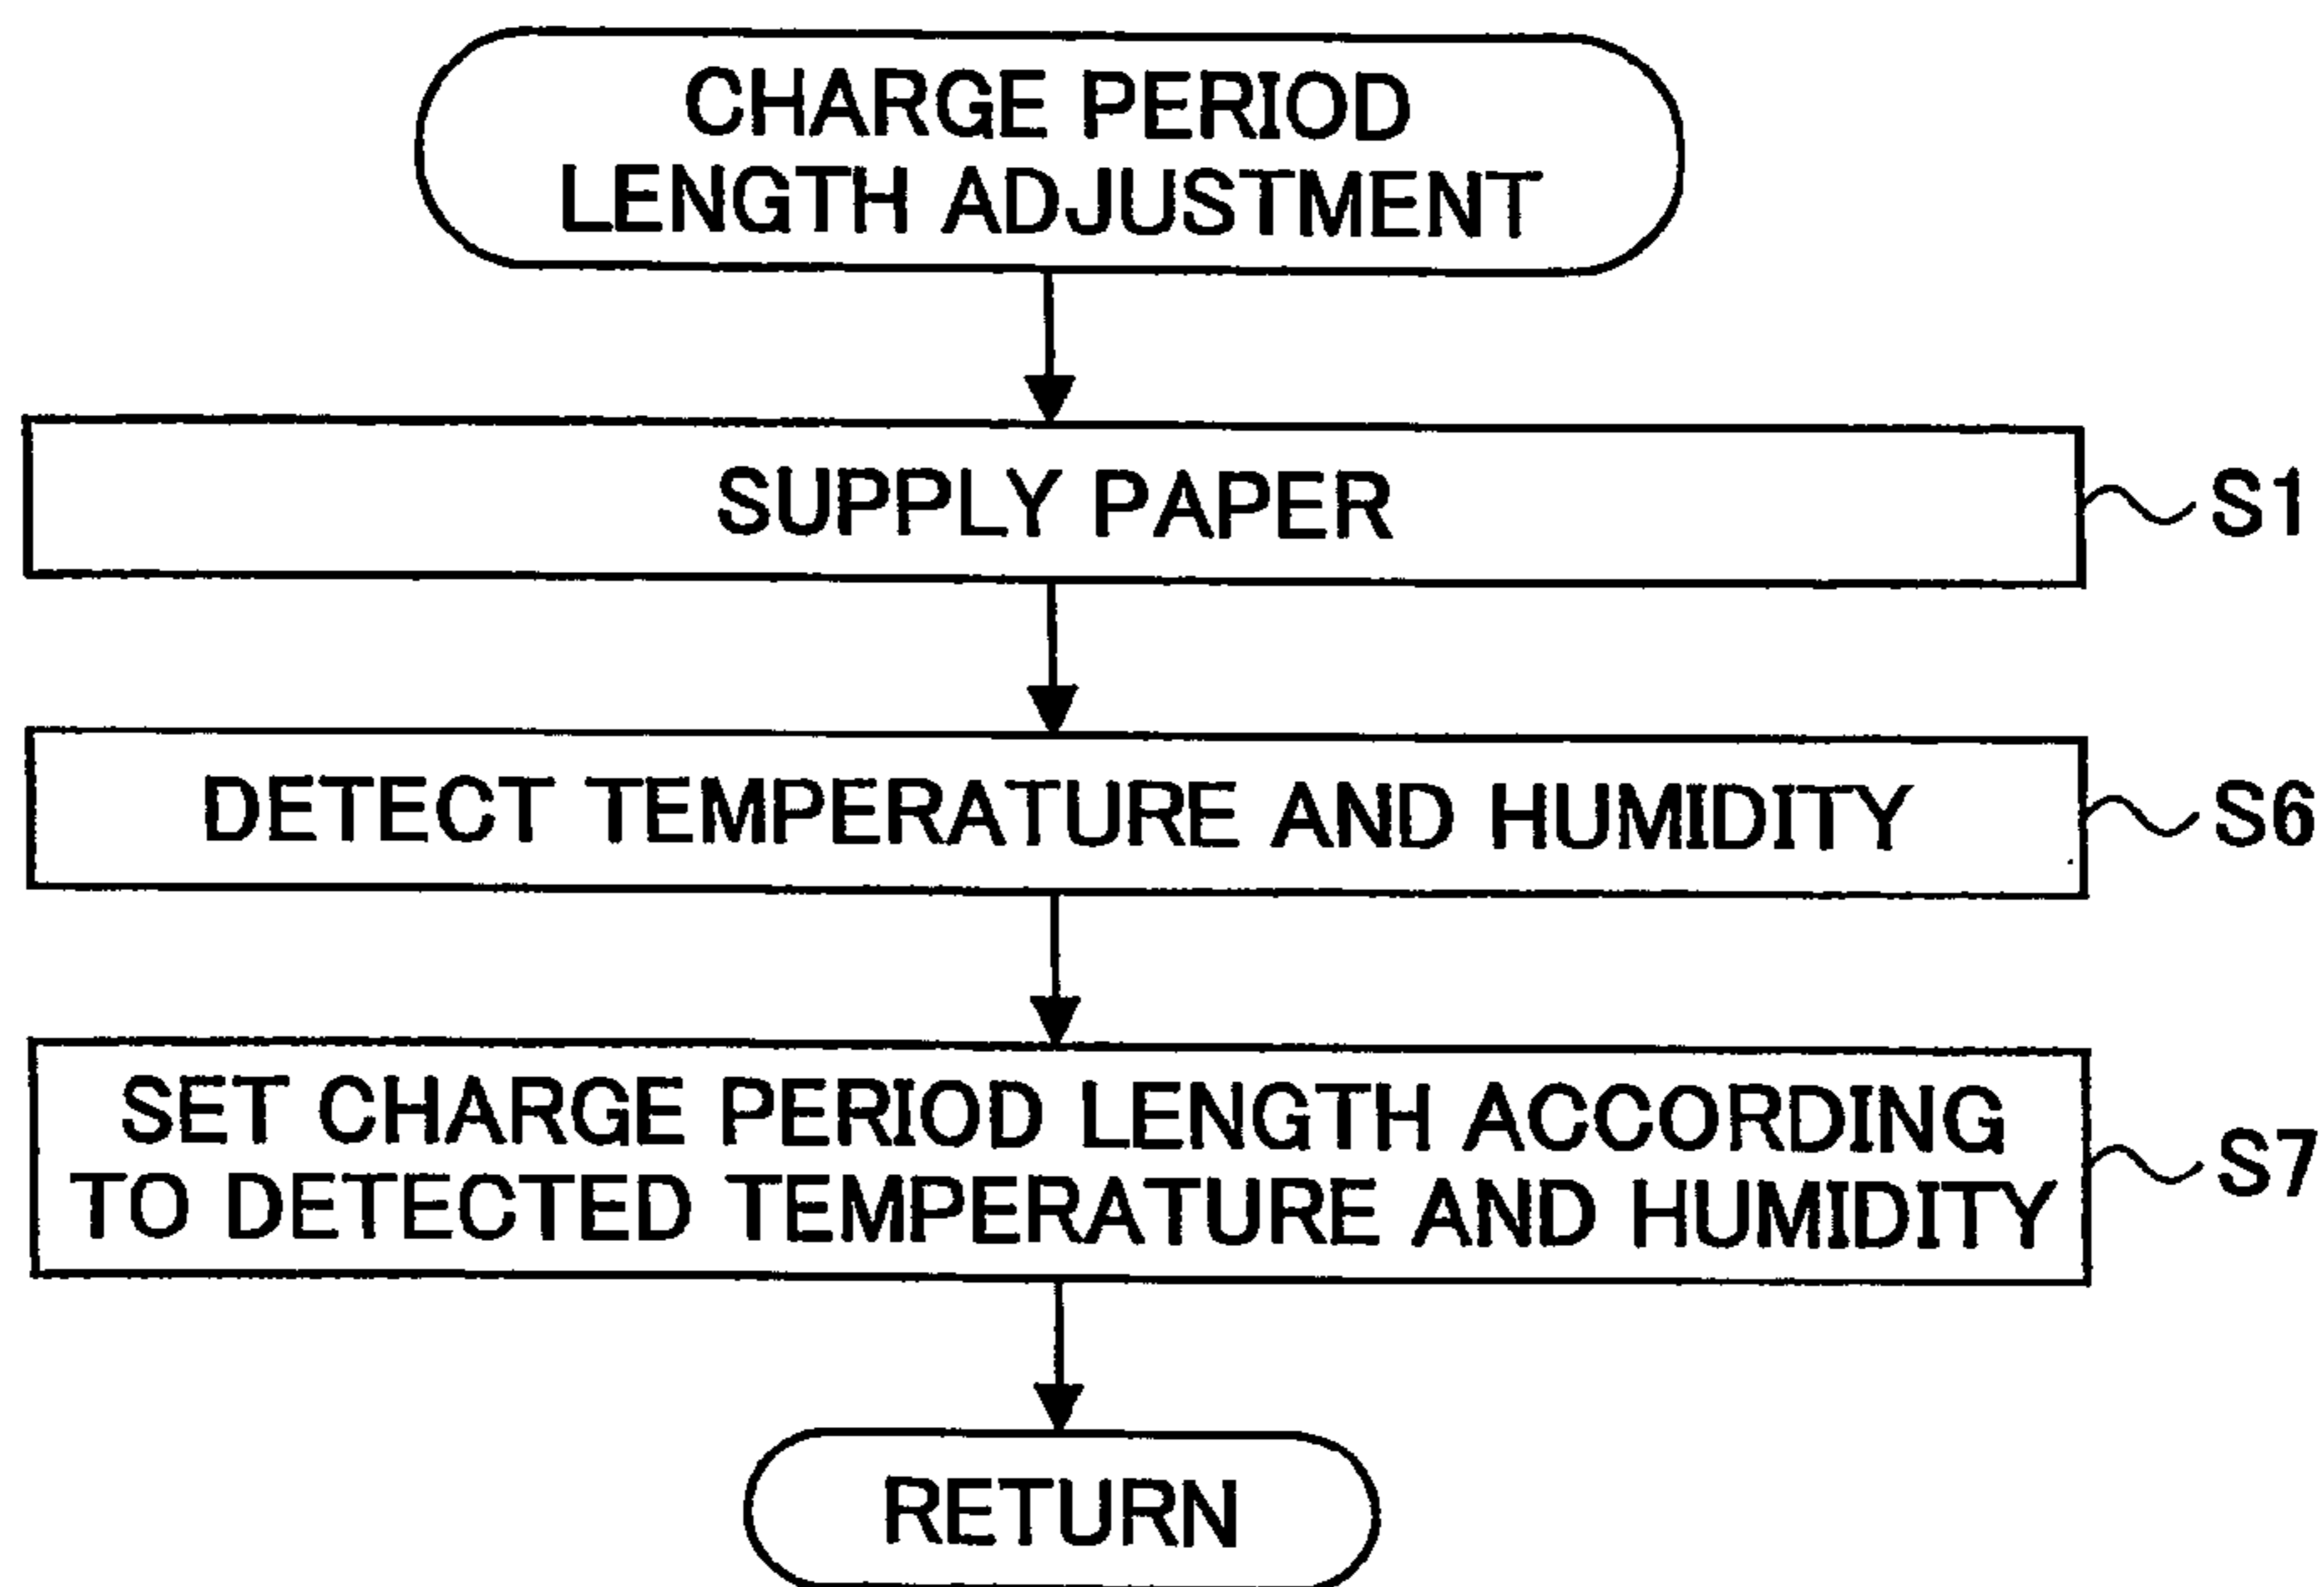 CHARGE PERIOD
LENGTH ADJUSTMENT
SUPPLY PAPER
S1
DETECT TEMPERATURE AND HUMIDITY
S6
SET CHARGE PERIOD LENGTH ACCORDING
TO DETECTED TEMPERATURE AND HUMIDITY
S7
RETURN